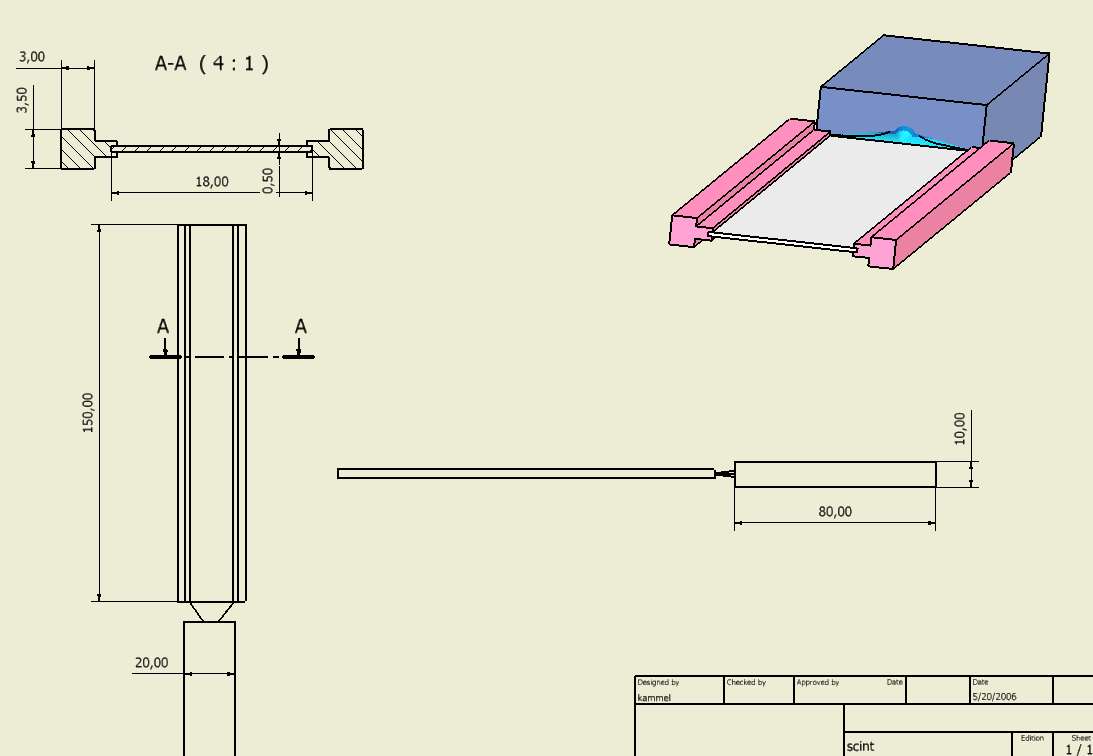 3,00
A-A ( 4 : 1 )
3,50
18,00
0,50
A A
150,00
10,00
80,00
20,00
Designed by Checked by Approved by Date Date
kammel 5/20/2006
Edition Sheet
scint 1 / 1